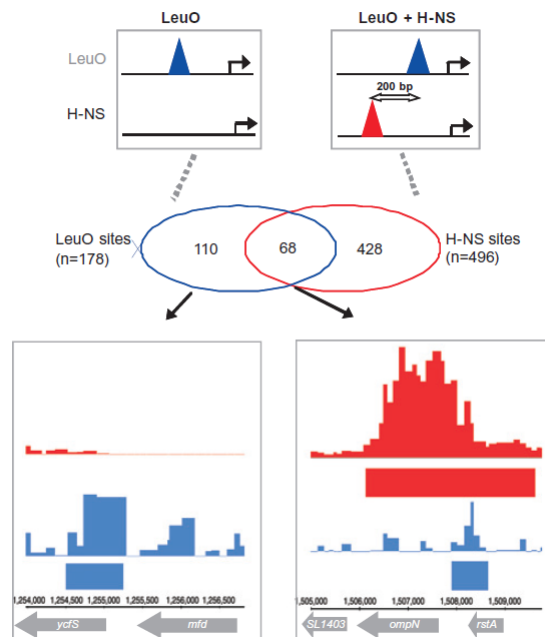 LeuO
LeuO + H-NS
LeuO
H-NS
200 bp
LeuO sites
(n=178)
110
68
428
H-NS sites
(n=496)
1,254,000
1,254,500
1,255,000
1,255,500
1,256,000
1,256,500
ycfS
mfd
1,505,000
1,506,000
1,507,000
1,508,000
1,509,000
SL1403
ompN
rstA